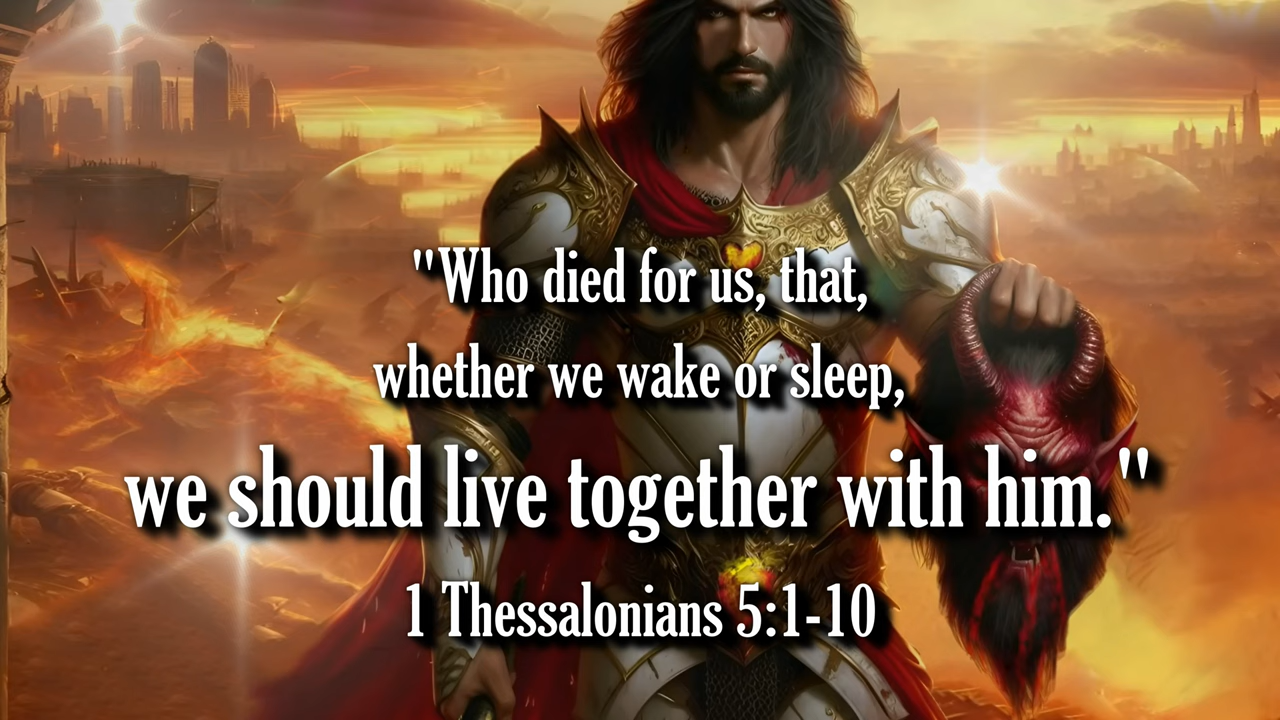 "Who died for us, that,
whether we wake or sleep,
we should live together with him."
1 Thessalonians 5:1-10